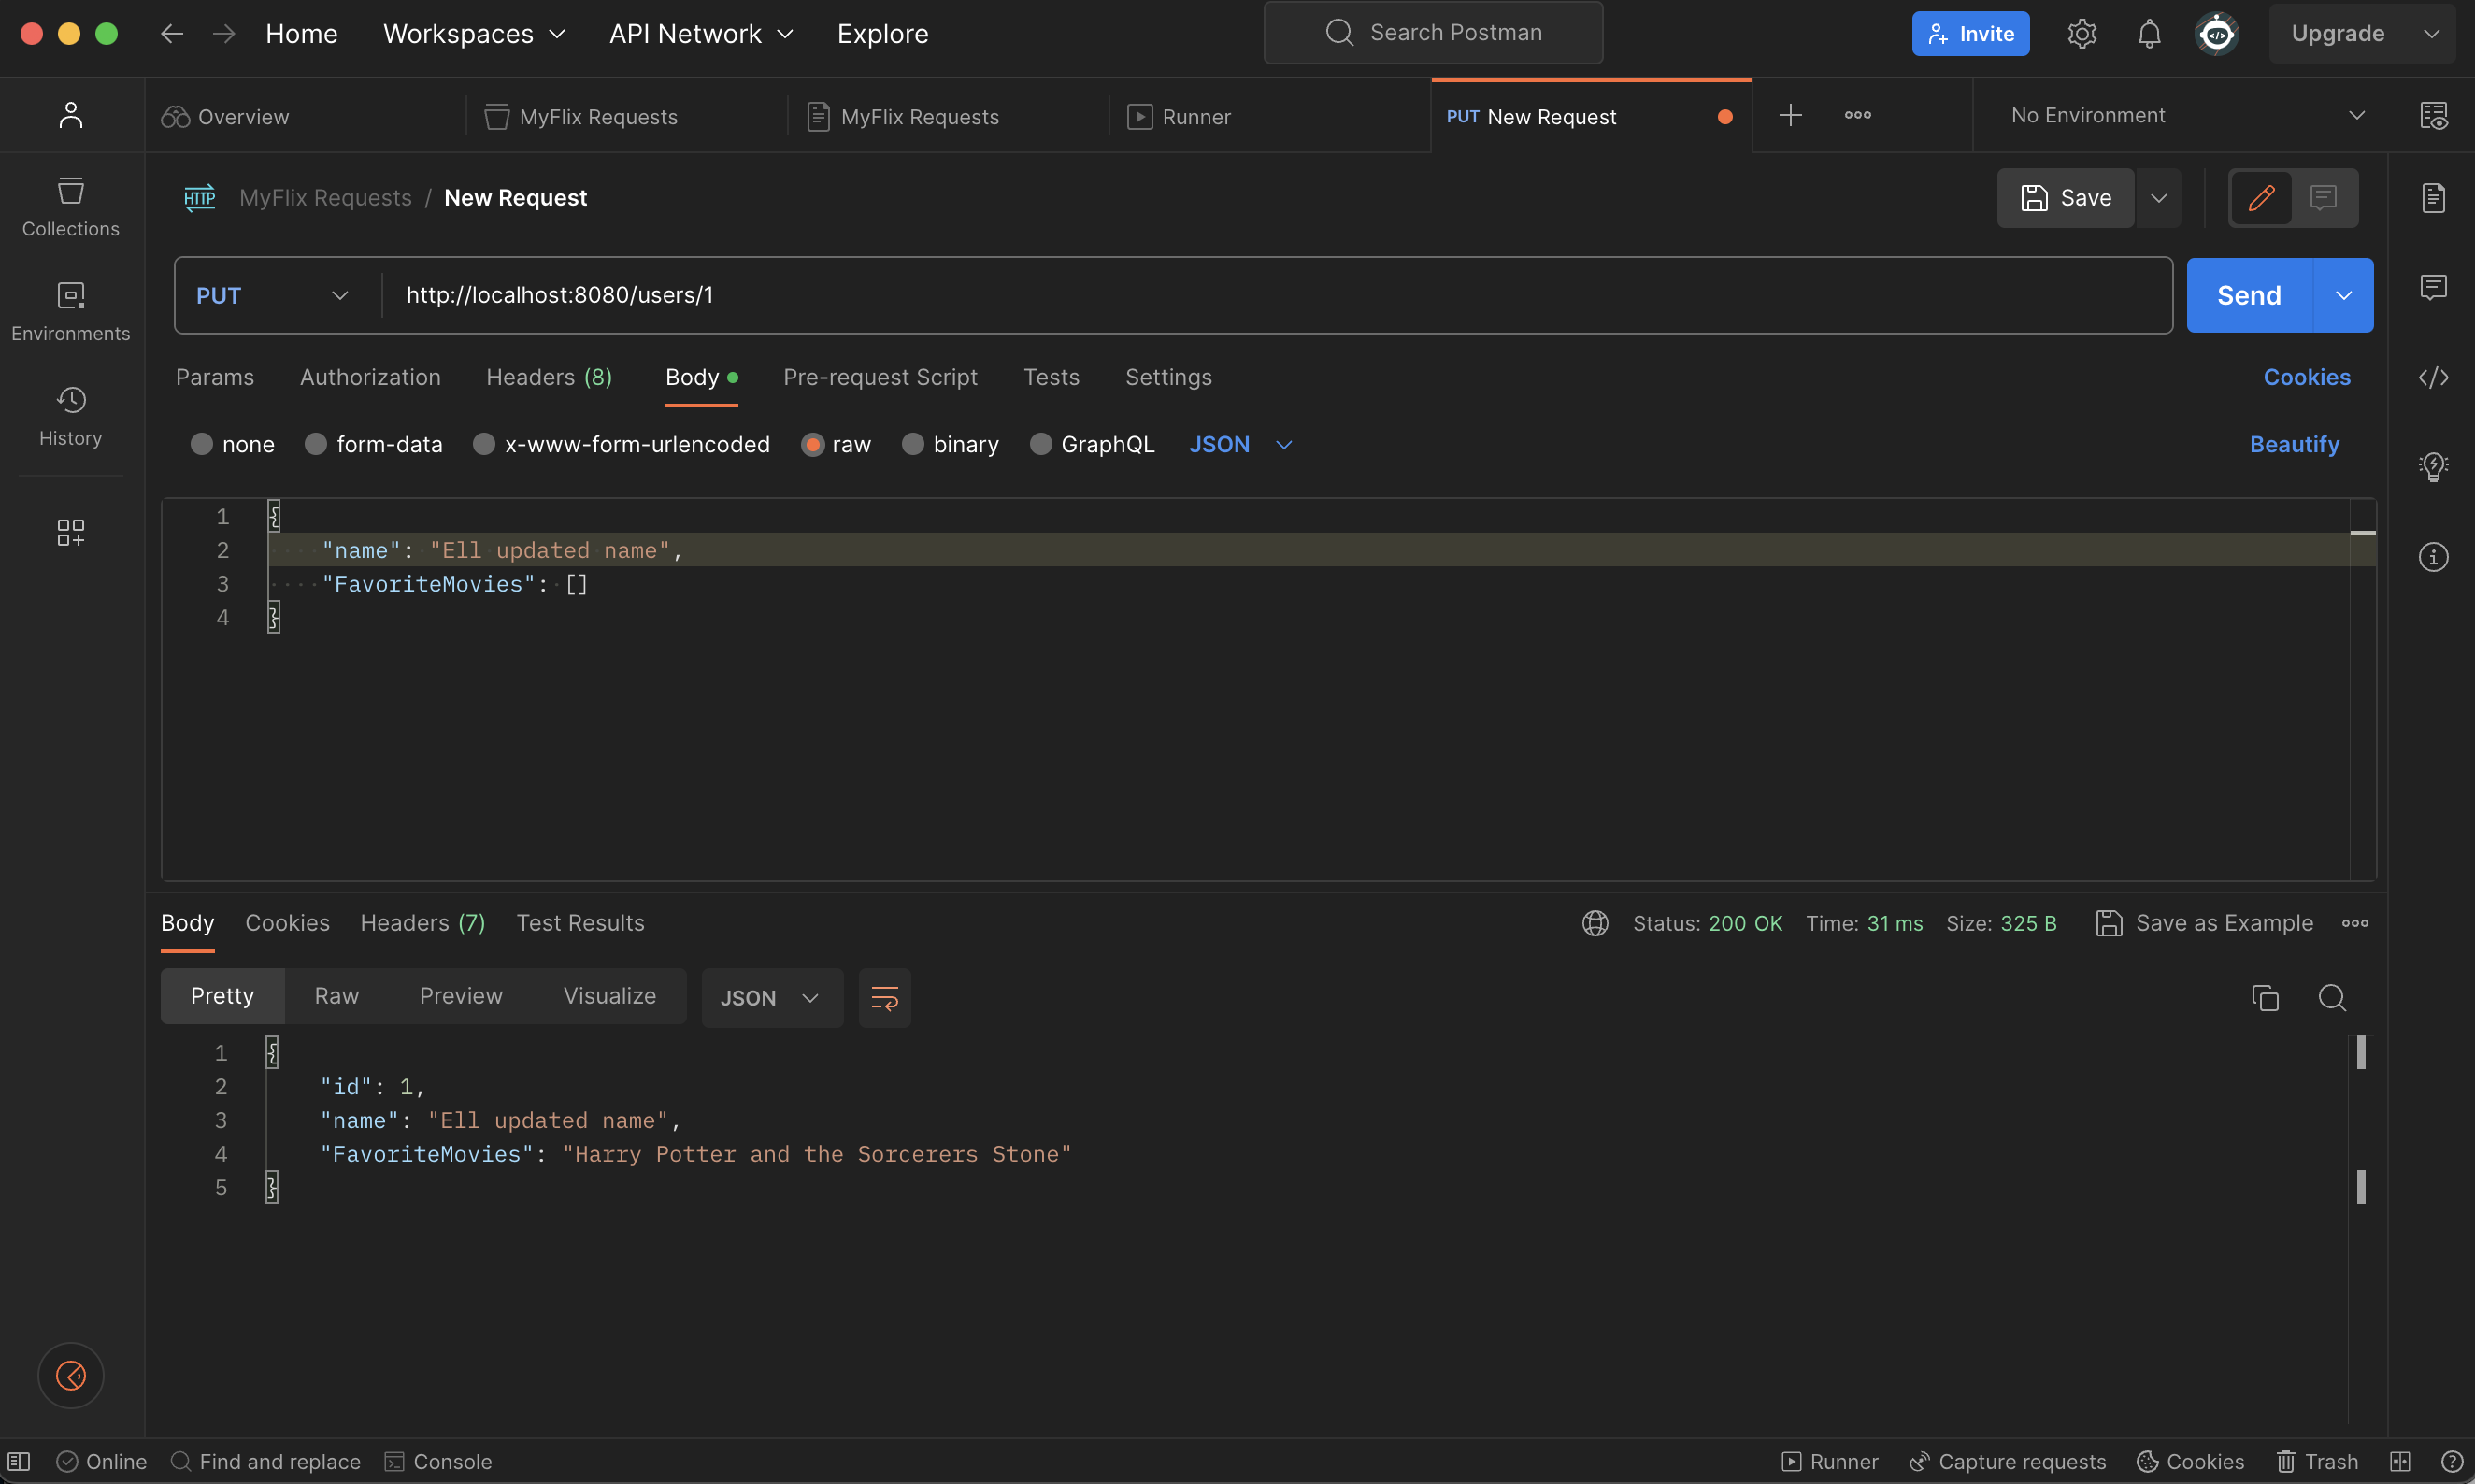 Home Workspaces API Network Explore Search Postman Invite Upgrade
Overview MyFlix Requests MyFlix Requests Runner PUT New Request No Environment
HTTP MyFlix Requests / New Request Save
Collections
PUT http://localhost:8080/users/1 Send
Environments
Params Authorization Headers (8) Body Pre-request Script Tests Settings Cookies
History
none form-data x-www-form-urlencoded raw binary GraphQL JSON Beautify
1 {
2 "name": "Ell updated name",
3 "FavoriteMovies": []
4 }
Body Cookies Headers (7) Test Results Status: 200 OK Time: 31 ms Size: 325 B Save as Example
Pretty Raw Preview Visualize JSON
1 {
2 "id": 1,
3 "name": "Ell updated name",
4 "FavoriteMovies": "Harry Potter and the Sorcerers Stone"
5 }
Online Find and replace Console Runner Capture requests Cookies Trash